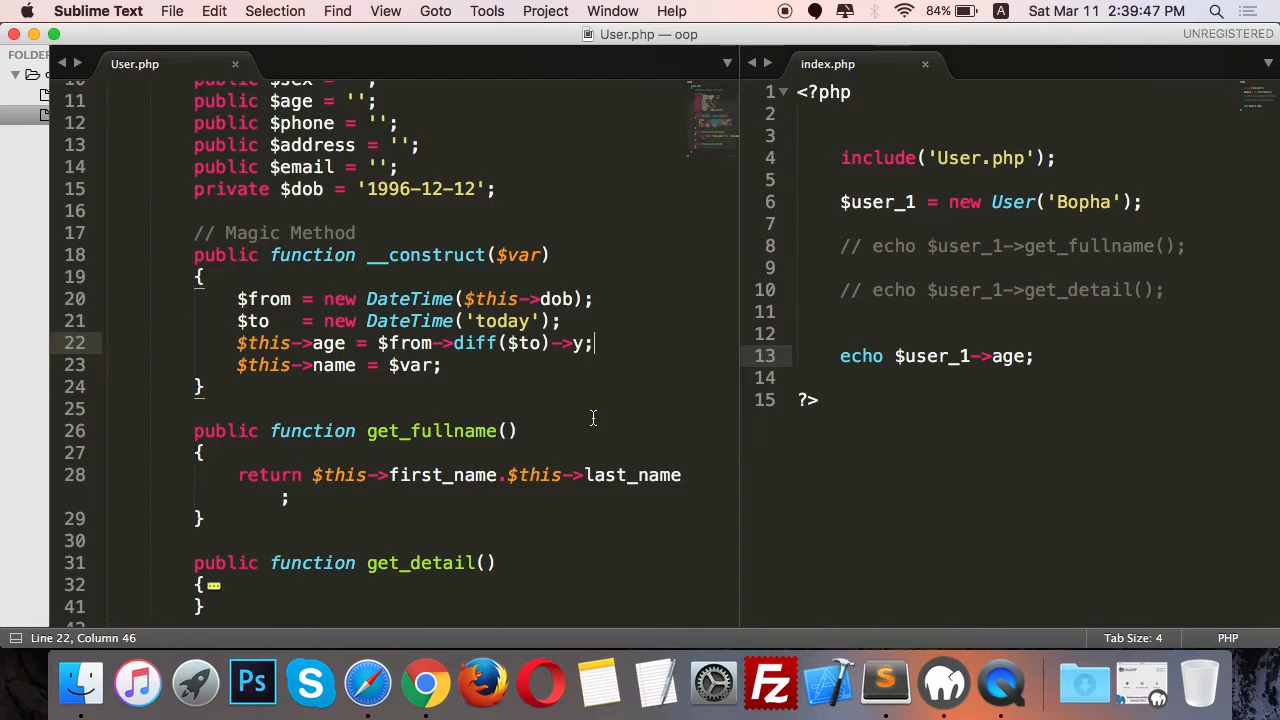 Sublime Text File Edit Selection Find View Goto Tools Project Window Help 84% A Sat Mar 11 2:39:47 PM
User.php — oop UNREGISTERED
FOLDER
User.php
11 public $age = '';
12 public $phone = '';
13 public $address = '';
14 public $email = '';
15 private $dob = '1996-12-12';
16
17 // Magic Method
18 public function __construct($var)
19 {
20 $from = new DateTime($this->dob);
21 $to = new DateTime('today');
22 $this->age = $from->diff($to)->y;
23 $this->name = $var;
24 }
25
26 public function get_fullname()
27 {
28 return $this->first_name.$this->last_name
;
29 }
30
31 public function get_detail()
32 {
41 }
index.php
1 <?php
2
3
4 include('User.php');
5
6 $user_1 = new User('Bopha');
7
8 // echo $user_1->get_fullname();
9
10 // echo $user_1->get_detail();
11
12
13 echo $user_1->age;
14
15 ?>
Line 22, Column 46 Tab Size: 4 PHP
Ps
Fz